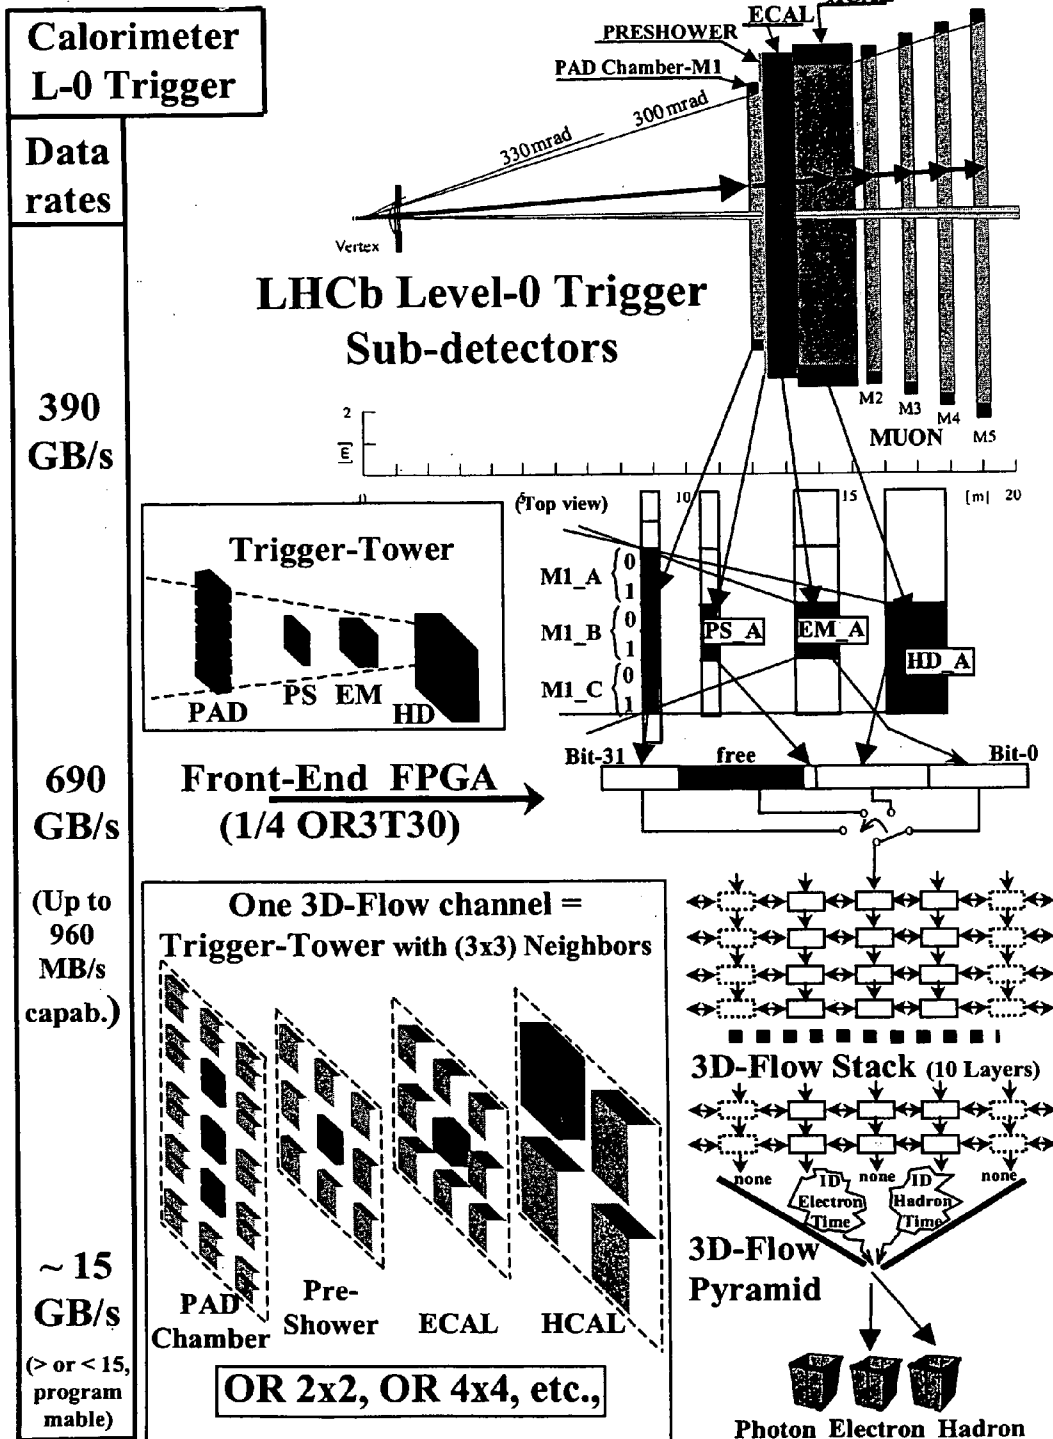 Calorimeter
L-0 Trigger
Data
rates
390
GB/s
690
GB/s
(Up to
960
MB/s
capab.)
~ 15
GB/s
(> or < 15,
program
mable)
ECAL
PRESHOWER
PAD Chamber-M1
300 mrad
330 mrad
Vertex
LHCb Level-0 Trigger
Sub-detectors
M2
M3
M4
M5
MUON
2
[E]
0
5
10
15
[m] 20
(Top view)
Trigger-Tower
PAD
PS
EM
HD
M1_A { 0
1
M1_B { 0
1
M1_C { 0
1
PS_A
EM_A
HD_A
Bit-31
free
Bit-0
Front-End FPGA
(1/4 OR3T30)
One 3D-Flow channel =
Trigger-Tower with (3x3) Neighbors
PAD
Chamber
Pre-
Shower
ECAL
HCAL
OR 2x2, OR 4x4, etc.,
3D-Flow Stack (10 Layers)
none
ID
Electron
Time
none
ID
Hadron
Time
none
3D-Flow
Pyramid
Photon Electron Hadron